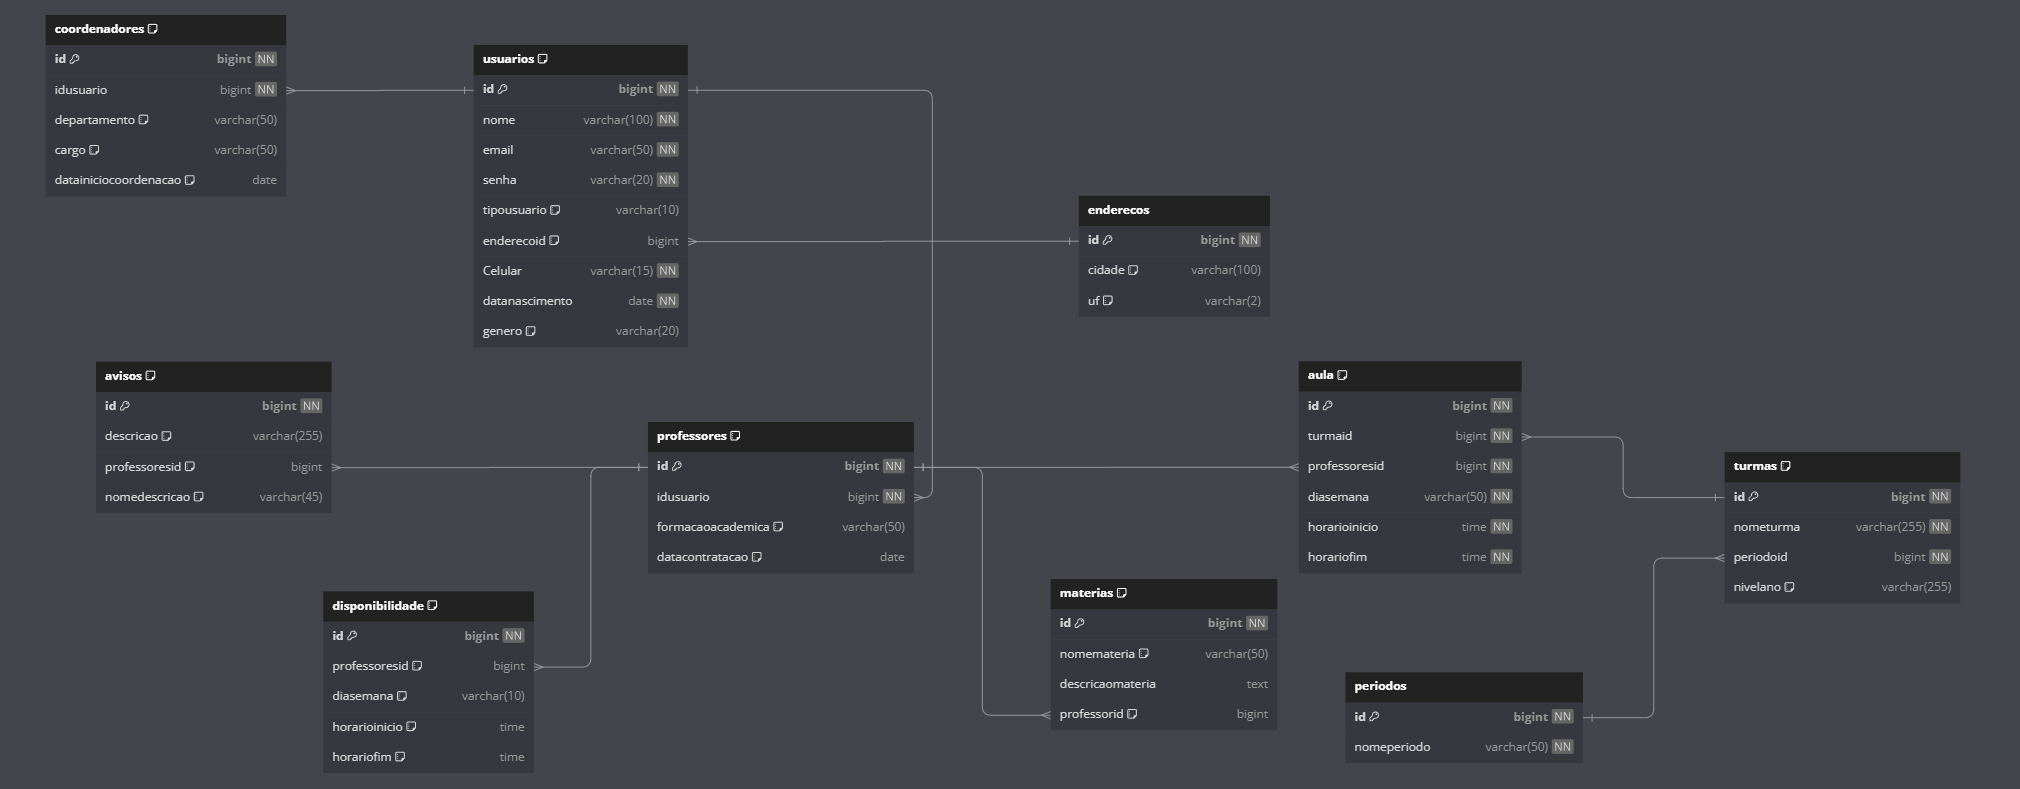 coordenadores
id bigint NN
idusuario bigint NN
departamento varchar(50)
cargo varchar(50)
datainiciocoordenacao date
usuarios
id bigint NN
nome varchar(100) NN
email varchar(50) NN
senha varchar(20) NN
tipousuario varchar(10)
enderecoid bigint
Celular varchar(15) NN
datanascimento date NN
genero varchar(20)
enderecos
id bigint NN
cidade varchar(100)
uf varchar(2)
avisos
id bigint NN
descricao varchar(255)
professoresid bigint
nomedescricao varchar(45)
professores
id bigint NN
idusuario bigint NN
formacaoacademica varchar(50)
datacontratacao date
aula
id bigint NN
turmaid bigint NN
professoresid bigint NN
diasemana varchar(50) NN
horarioinicio time NN
horariofim time NN
turmas
id bigint NN
nometurma varchar(255) NN
periodoid bigint NN
nivelano varchar(255)
disponibilidade
id bigint NN
professoresid bigint
diasemana varchar(10)
horarioinicio time
horariofim time
materias
id bigint NN
nomemateria varchar(50)
descricaomateria text
professorid bigint
periodos
id bigint NN
nomeperiodo varchar(50) NN